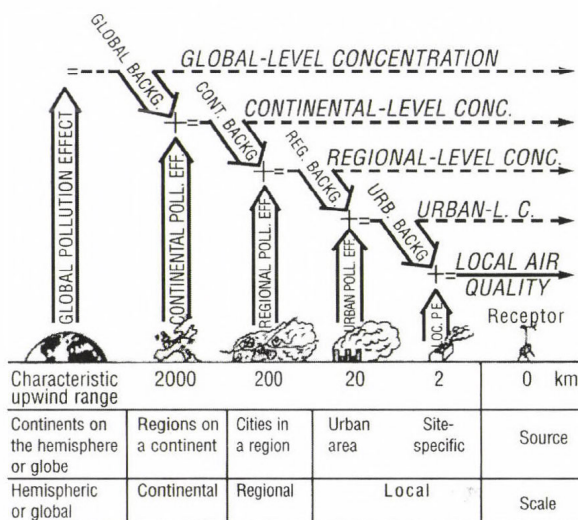 GLOBAL BACKG.
= GLOBAL-LEVEL CONCENTRATION
CONT. BACKG.
+ = CONTINENTAL-LEVEL CONC.
REG. BACKG.
+ = REGIONAL-LEVEL CONC.
URB. BACKG.
+ = URBAN-L. C.
+ = LOCAL AIR
QUALITY
GLOBAL POLLUTION EFFECT
CONTINENTAL POLL. EFF.
REGIONAL POLL. EFF.
URBAN POLL. EFF.
LOC. P.E.
Receptor
Characteristic 2000 200 20 2 0 km
upwind range
Continents on Regions on Cities in Urban Site-
the hemisphere a continent a region area specific Source
or globe
Hemispheric Continental Regional Local Scale
or global